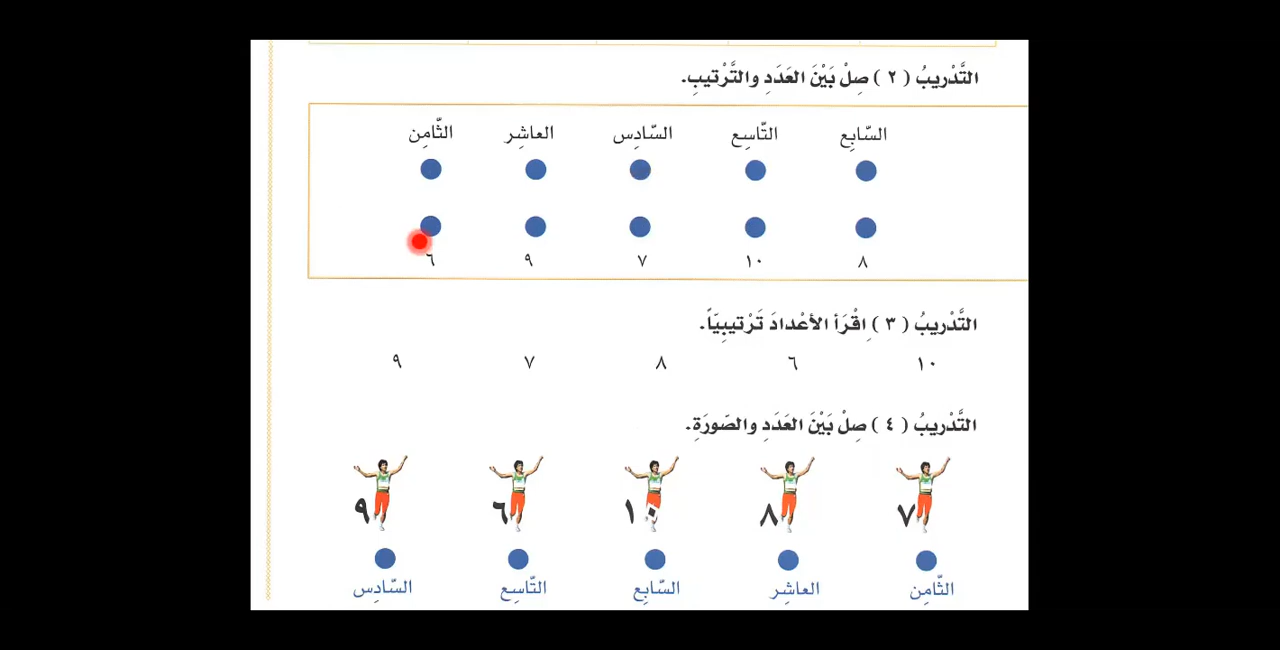 التَّدْريبُ ( ٢ ) صِلْ بَيْنَ العَدَدِ والتَّرْتيبِ.
السّابِع التّاسِع السّادِس العاشِر الثّامِن
٨ ١٠ ٧ ٩ ٦
التَّدْريبُ ( ٣ ) اِقْرَأ الأعْدادَ تَرْتيبِيّاً.
١٠ ٦ ٨ ٧ ٩
التَّدْريبُ ( ٤ ) صِلْ بَيْنَ العَدَدِ والصّورَةِ.
٧ ٨ ١٠ ٦ ٩
الثّامِن العاشِر السّابِع التّاسِع السّادِس